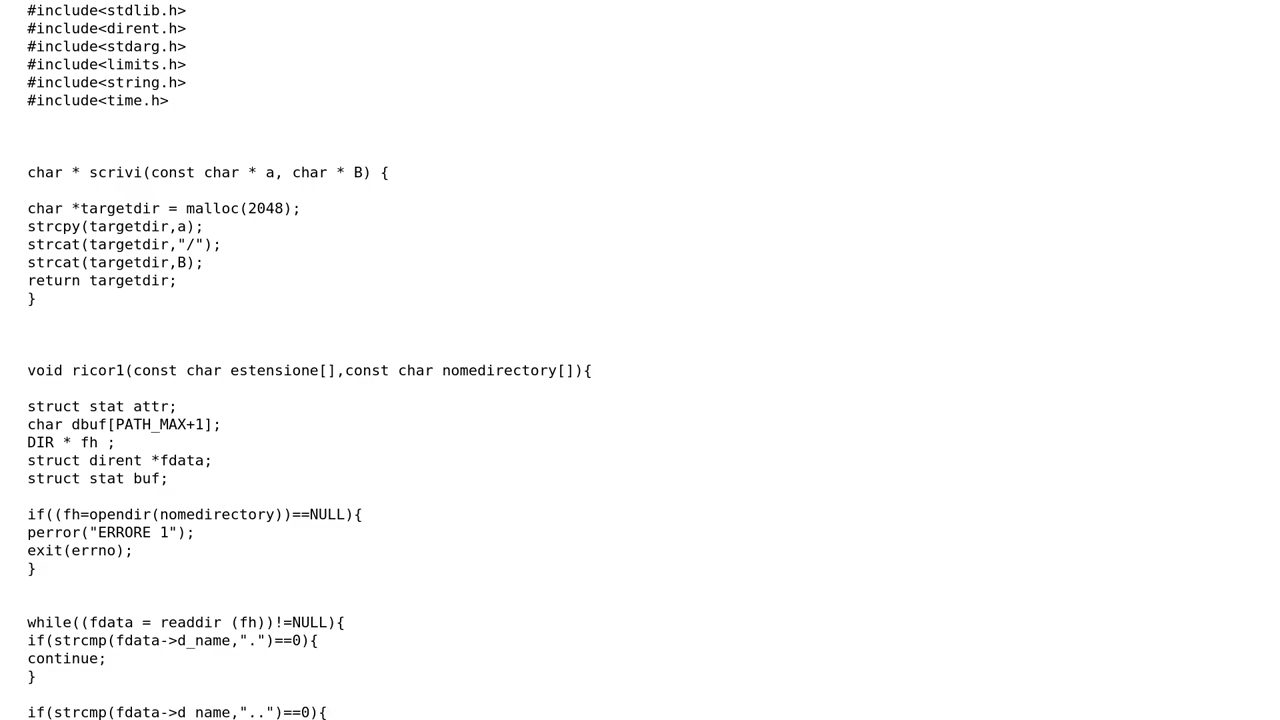 #include<stdlib.h>
#include<dirent.h>
#include<stdarg.h>
#include<limits.h>
#include<string.h>
#include<time.h>
char * scrivi(const char * a, char * B) {
char *targetdir = malloc(2048);
strcpy(targetdir,a);
strcat(targetdir,"/");
strcat(targetdir,B);
return targetdir;
}
void ricor1(const char estensione[],const char nomedirectory[]){
struct stat attr;
char dbuf[PATH_MAX+1];
DIR * fh ;
struct dirent *fdata;
struct stat buf;
if((fh=opendir(nomedirectory))==NULL){
perror("ERRORE 1");
exit(errno);
}
while((fdata = readdir (fh))!=NULL){
if(strcmp(fdata->d_name,".")==0){
continue;
}
if(strcmp(fdata->d_name,"..")==0){